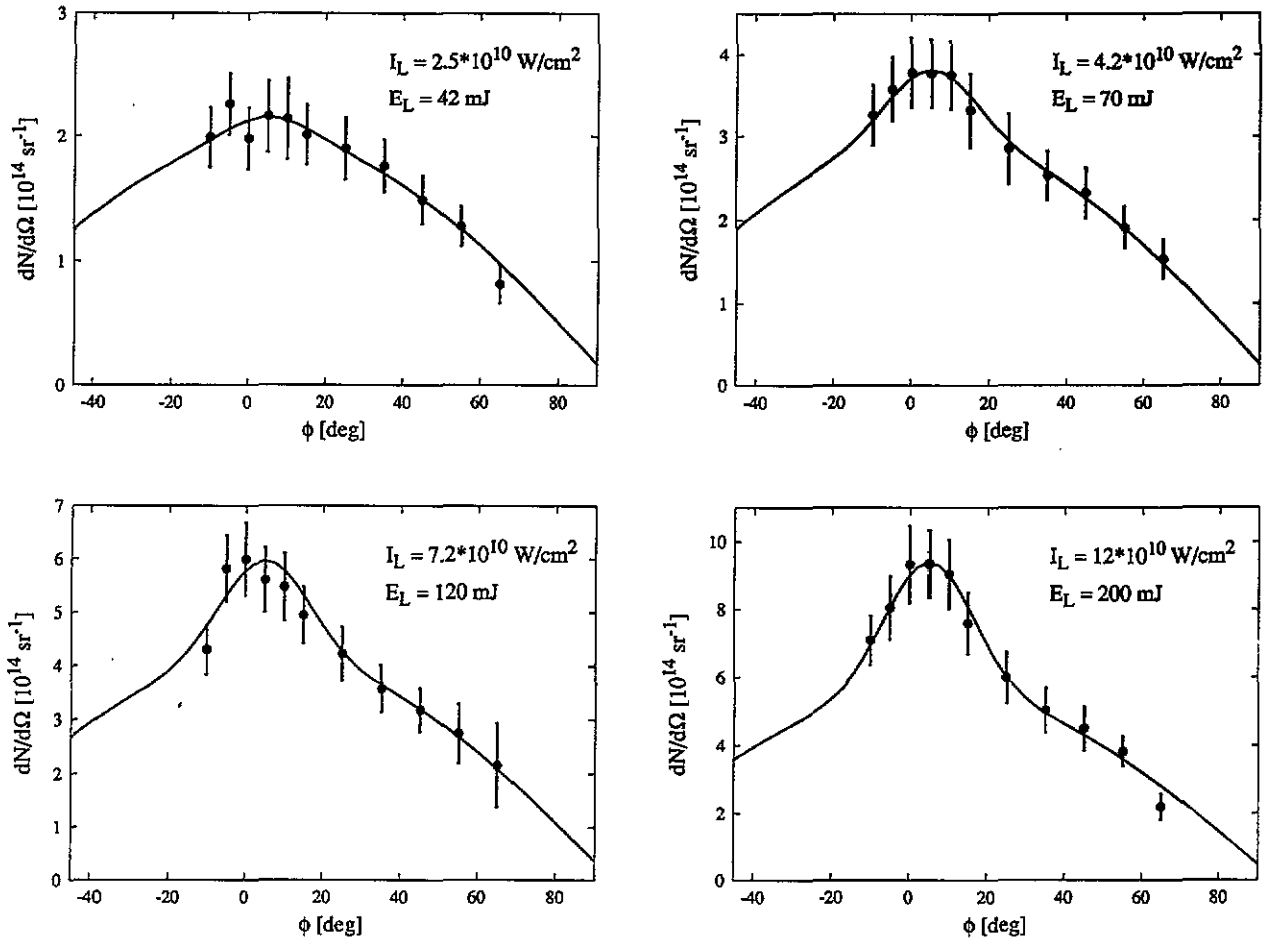 3
2
1
0
dN/dΩ [10^14 sr^-1]
I_L = 2.5*10^10 W/cm^2
E_L = 42 mJ
-40 -20 0 20 40 60 80
ϕ [deg]
4
3
2
1
0
dN/dΩ [10^14 sr^-1]
I_L = 4.2*10^10 W/cm^2
E_L = 70 mJ
-40 -20 0 20 40 60 80
ϕ [deg]
7
6
5
4
3
2
1
0
dN/dΩ [10^14 sr^-1]
I_L = 7.2*10^10 W/cm^2
E_L = 120 mJ
-40 -20 0 20 40 60 80
ϕ [deg]
10
8
6
4
2
0
dN/dΩ [10^14 sr^-1]
I_L = 12*10^10 W/cm^2
E_L = 200 mJ
-40 -20 0 20 40 60 80
ϕ [deg]